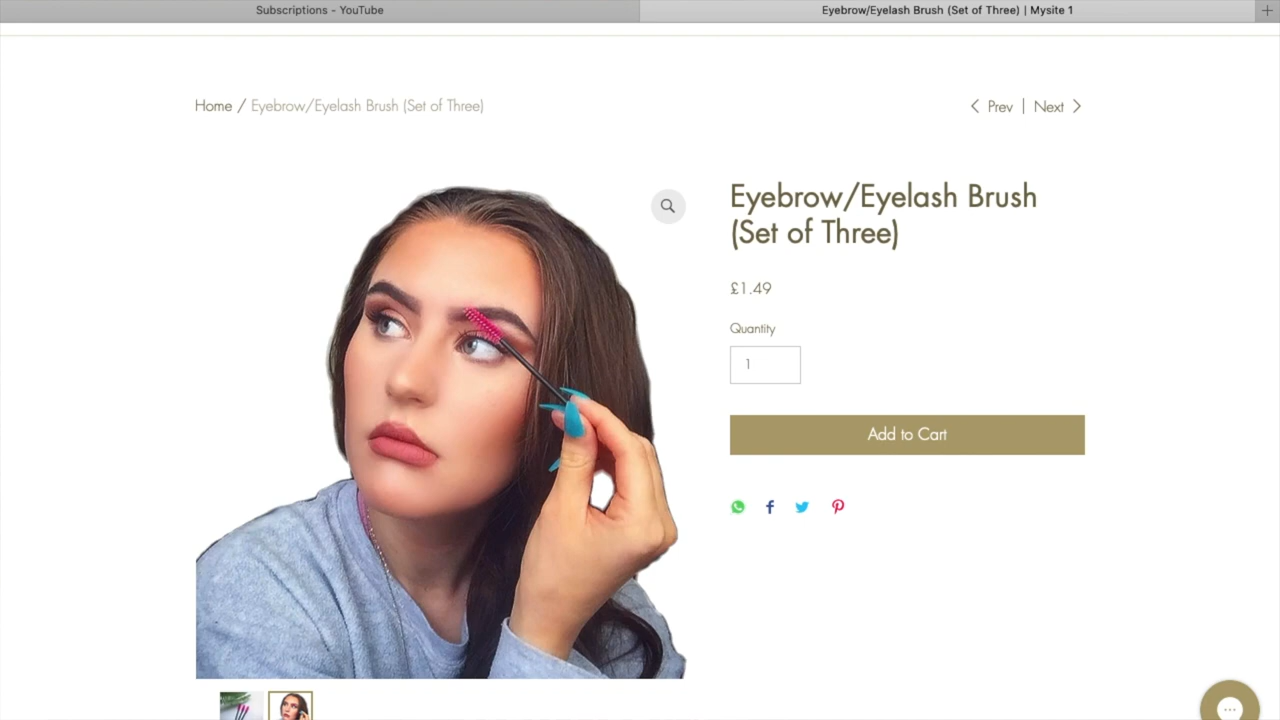 Subscriptions - YouTube
Eyebrow/Eyelash Brush (Set of Three) | Mysite 1
Home / Eyebrow/Eyelash Brush (Set of Three)
Prev | Next
Eyebrow/Eyelash Brush
(Set of Three)
£1.49
Quantity
1
Add to Cart